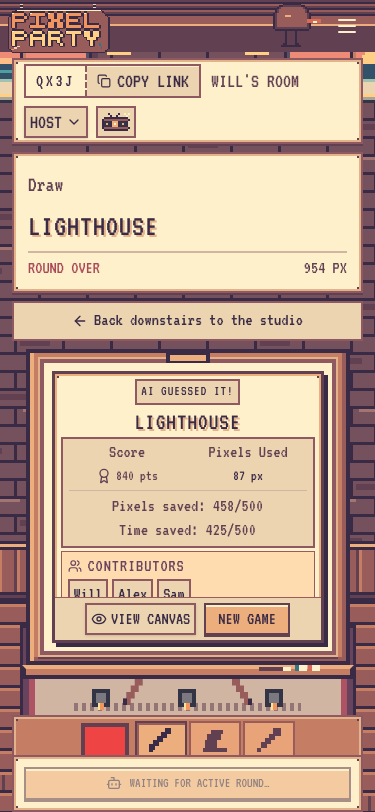 PIXEL
PARTY
QX3J
COPY LINK
WILL'S ROOM
HOST
Draw
LIGHTHOUSE
ROUND OVER
954 PX
Back downstairs to the studio
AI GUESSED IT!
LIGHTHOUSE
Score
Pixels Used
840 pts
87 px
Pixels saved: 458/500
Time saved: 425/500
CONTRIBUTORS
Will
Alex
Sam
VIEW CANVAS
NEW GAME
WAITING FOR ACTIVE ROUND…